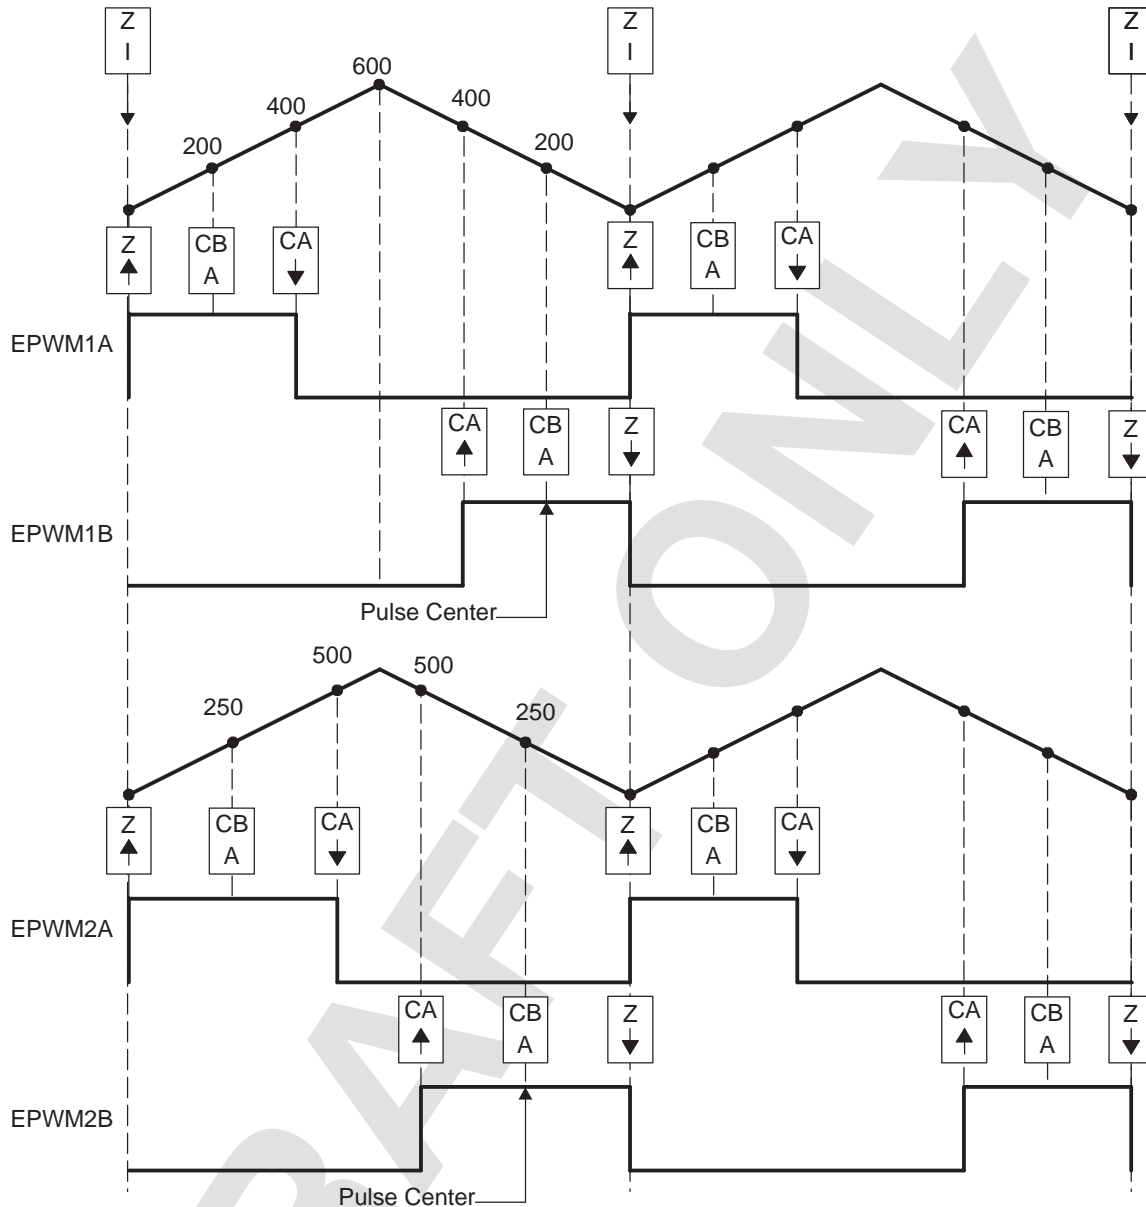 Z Z Z
I I I
600
400 400
200 200
Z CB CA Z CB CA
A A
EPWM1A
CA CB Z CA CB Z
A A
EPWM1B
Pulse Center
500 500
250 250
Z CB CA Z CB CA
A A
EPWM2A
CA CB Z CA CB Z
A A
EPWM2B
Pulse Center
DRAFT ONLY